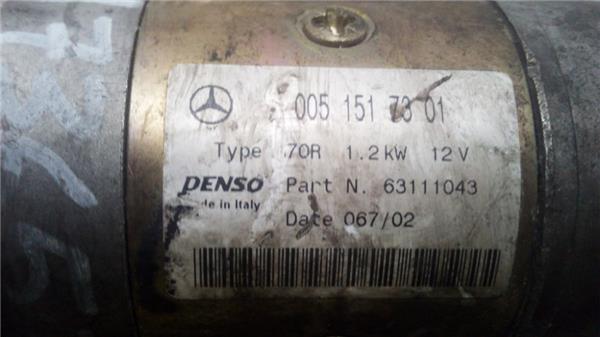 005 151 73 01
Type 70R 1.2kW 12V
DENSO Part N. 63111043
de in Italy
Date 067/02